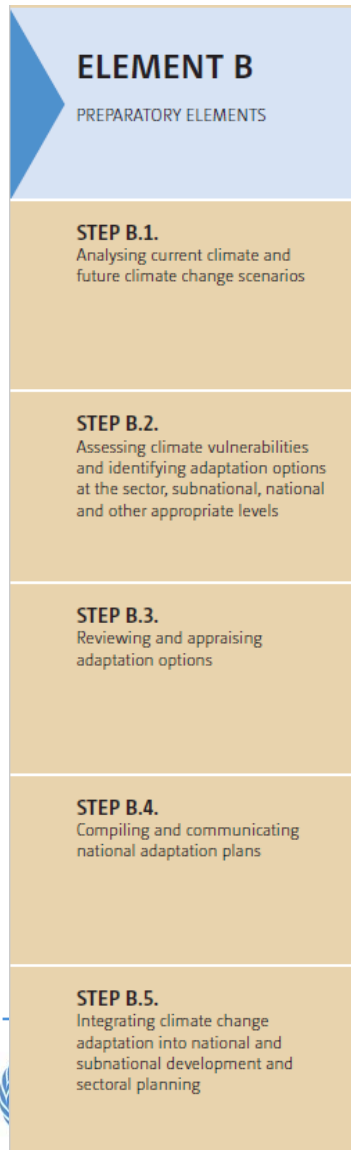 ELEMENT B
PREPARATORY ELEMENTS
STEP B.1.
Analysing current climate and
future climate change scenarios
STEP B.2.
Assessing climate vulnerabilities
and identifying adaptation options
at the sector, subnational, national
and other appropriate levels
STEP B.3.
Reviewing and appraising
adaptation options
STEP B.4.
Compiling and communicating
national adaptation plans
STEP B.5.
Integrating climate change
adaptation into national and
subnational development and
sectoral planning